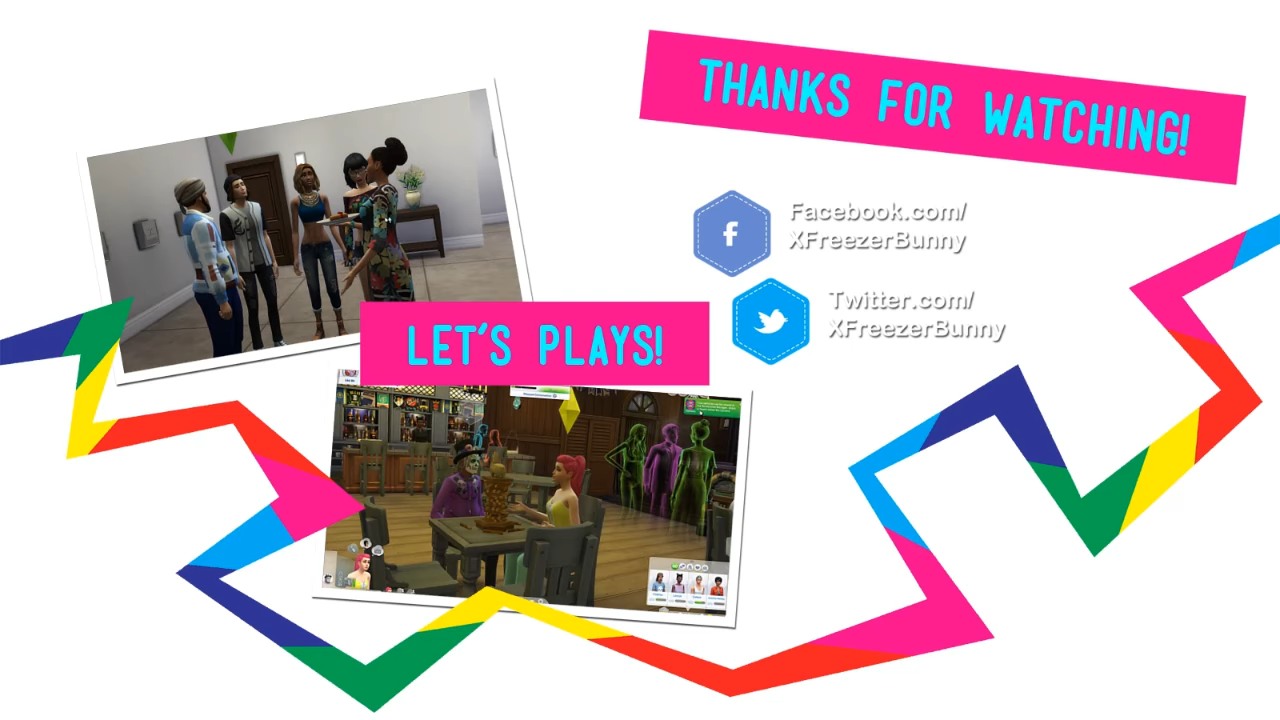 THANKS FOR WATCHING!
Facebook.com/
XFreezerBunny
Twitter.com/
XFreezerBunny
LET'S PLAYS!